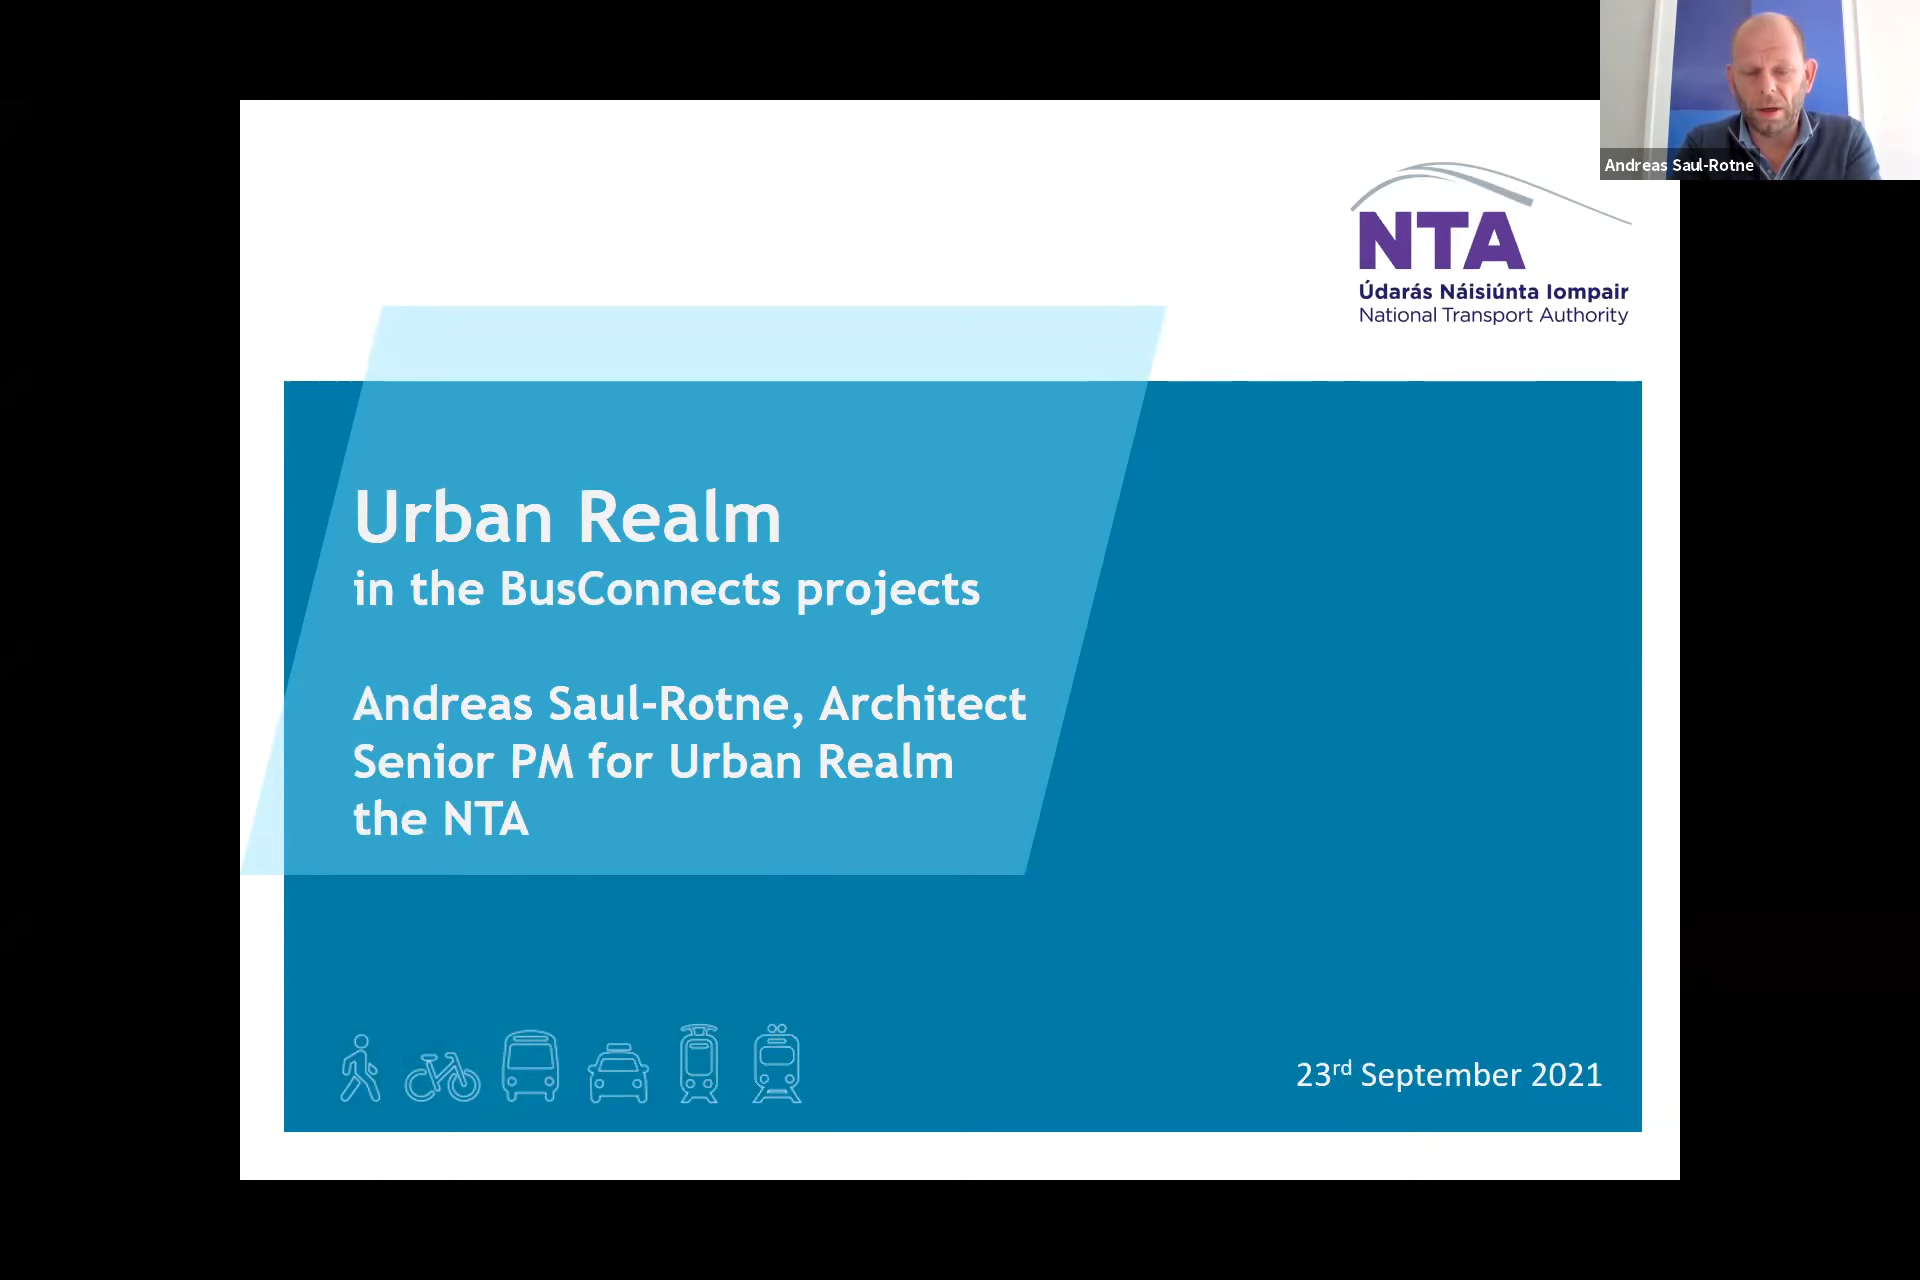 Andreas Saul-Rotne
NTA
Údarás Náisiúnta Iompair
National Transport Authority
Urban Realm
in the BusConnects projects
Andreas Saul-Rotne, Architect
Senior PM for Urban Realm
the NTA
23rd September 2021